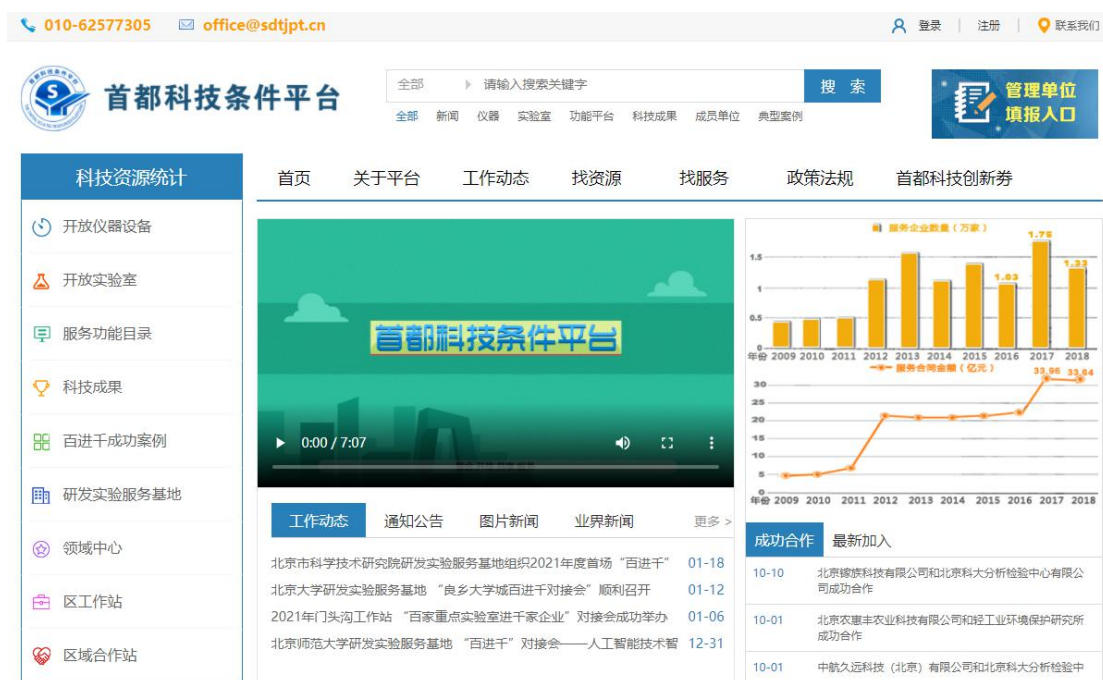 010-62577305 office@sdtjpt.cn 登录 注册 联系我们
首都科技条件平台
全部 请输入搜索关键字 搜 索
全部 新闻 仪器 实验室 功能平台 科技成果 成员单位 典型案例
管理单位
填报入口
科技资源统计
首页 关于平台 工作动态 找资源 找服务 政策法规 首都科技创新券
开放仪器设备
开放实验室
服务功能目录
科技成果
百进千成功案例
研发实验服务基地
领域中心
区工作站
区域合作站
首都科技条件平台
0:00 / 7:07
服务企业数量（万家）
1.76
1.33
1.03
1.5
1
0.5
0
年份 2009 2010 2011 2012 2013 2014 2015 2016 2017 2018
服务合同金额（亿元）
33.96 33.64
30
25
20
15
10
5
0
年份 2009 2010 2011 2012 2013 2014 2015 2016 2017 2018
工作动态 通知公告 图片新闻 业界新闻 更多 >
北京市科学技术研究院研发实验服务基地组织2021年度首场“百进千” 01-18
北京大学研发实验服务基地“良乡大学城百进千对接会”顺利召开 01-12
2021年门头沟工作站“百家重点实验室进千家企业”对接会成功举办 01-06
北京师范大学研发实验服务基地“百进千”对接会——人工智能技术智 12-31
成功合作 最新加入
10-10 北京镓族科技有限公司和北京科大分析检验中心有限公
司成功合作
10-01 北京农惠丰农业科技有限公司和轻工业环境保护研究所
成功合作
10-01 中航久远科技（北京）有限公司和北京科大分析检验中